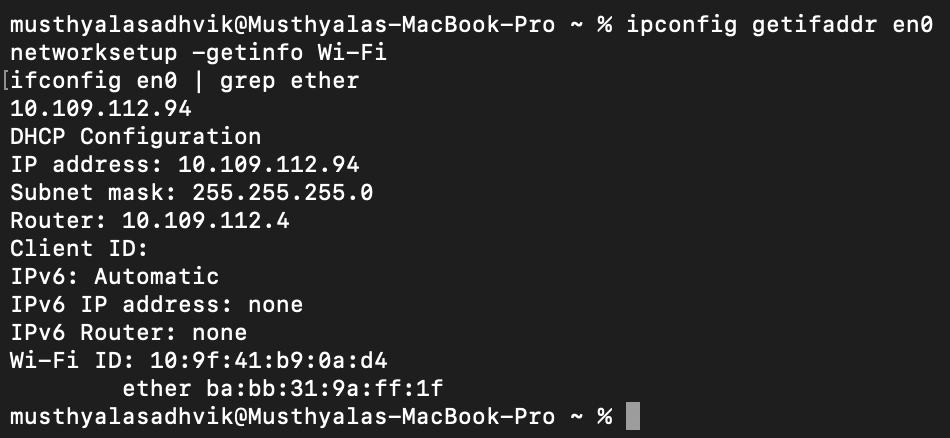 musthyalasadhvik@Musthyalas-MacBook-Pro ~ % ipconfig getifaddr en0
networksetup -getinfo Wi-Fi
[ifconfig en0 | grep ether
10.109.112.94
DHCP Configuration
IP address: 10.109.112.94
Subnet mask: 255.255.255.0
Router: 10.109.112.4
Client ID:
IPv6: Automatic
IPv6 IP address: none
IPv6 Router: none
Wi-Fi ID: 10:9f:41:b9:0a:d4
        ether ba:bb:31:9a:ff:1f
musthyalasadhvik@Musthyalas-MacBook-Pro ~ %